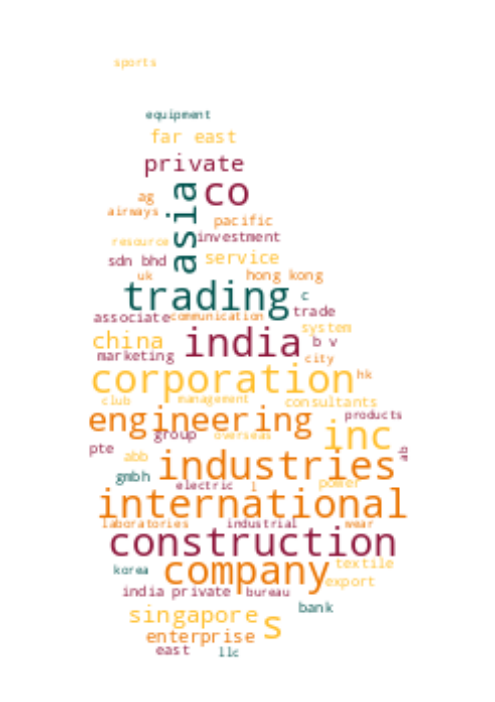 sports
equipment
far east
private
asia
co
ag
airways
pacific
resource
investment
sdn bhd
service
uk
hong kong
trading
c
associate
communication
trade
system
china
india
b v
marketing
city
corporation
hk
club
management
consultants
engineering
products
group
overseas
inc
pte
abb
industries
ab
gmbh
electric
l
power
international
laboratories
industrial
wear
construction
korea
company
textile
export
india private
bureau
singapore
s
bank
enterprise
east
llc